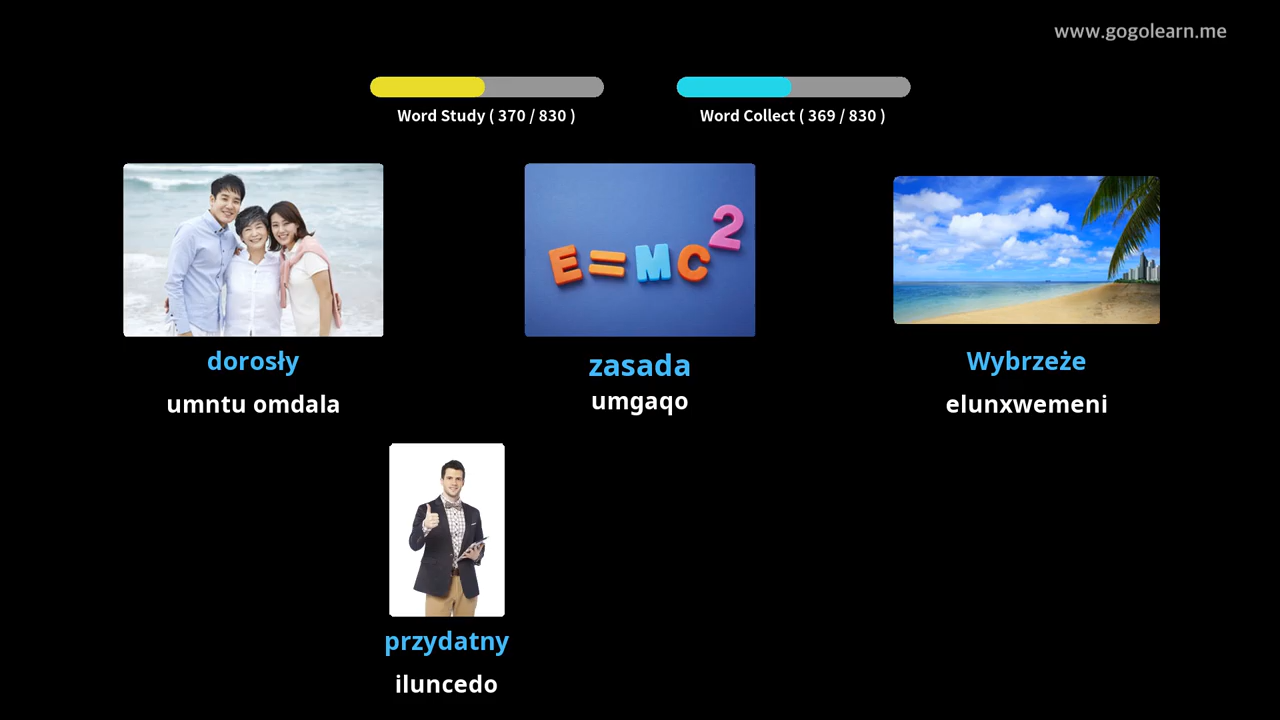 www.gogolearn.me
Word Study ( 370 / 830 )
Word Collect ( 369 / 830 )
E=MC2
dorosły
umntu omdala
zasada
umgaqo
Wybrzeże
elunxwemeni
przydatny
iluncedo